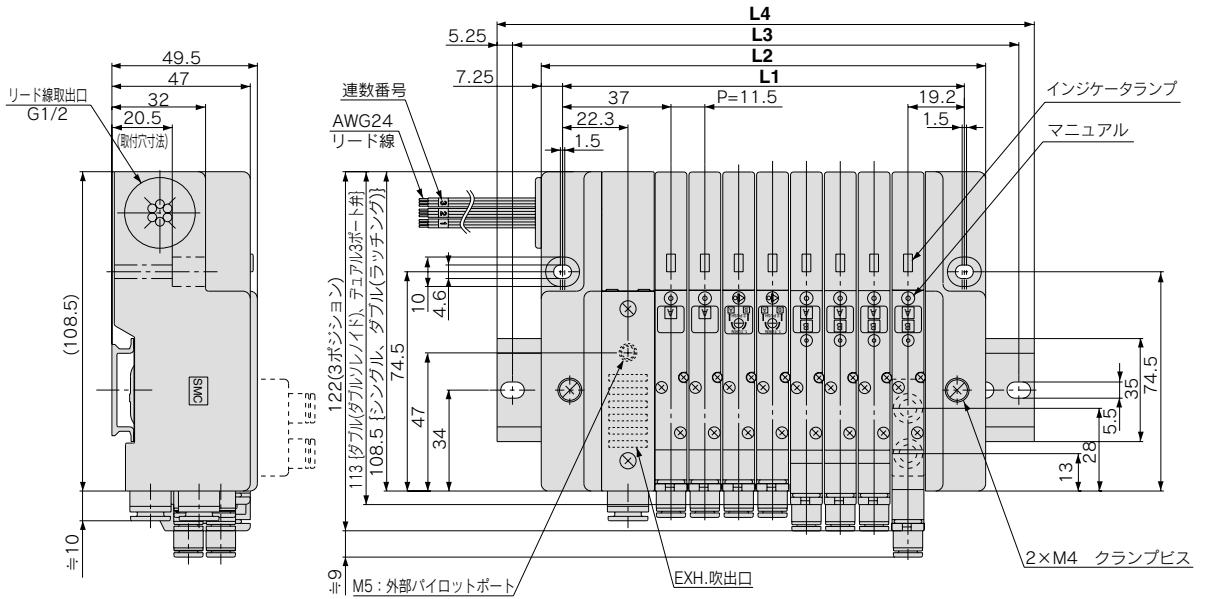 L4
5.25
L3
49.5
L2
47
7.25
L1
リード線取出口
G1/2
32
連数番号
37
P=11.5
19.2
インジケータランプ
20.5
(取付穴寸法)
AWG24
リード線
22.3
1.5
1.5
マニュアル
3
2
1
(108.5)
122(3ポジション)
113 {ダブル(ダブルソレノイド)、デュアル3ポート弁}
108.5 {シングル、ダブル(ラッチング)}
10
4.6
74.5
47
34
A
A
A
B
A
B
A
B
A
B
SMC
35
74.5
5.5
28
13
≒10
≒9
M5：外部パイロットポート
EXH.吹出口
2×M4 クランプビス